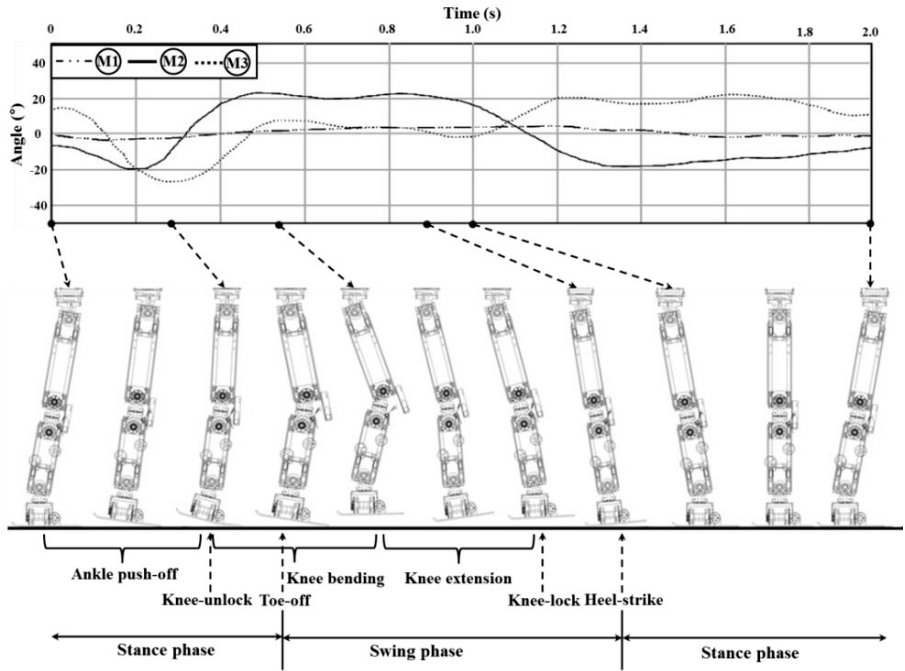 Time (s)
0 0.2 0.4 0.6 0.8 1.0 1.2 1.4 1.6 1.8 2.0
M1 M2 M3
Angle (°)
40
20
0
-20
-40
Ankle push-off
Knee bending
Knee extension
Knee-unlock Toe-off
Knee-lock Heel-strike
Stance phase
Swing phase
Stance phase